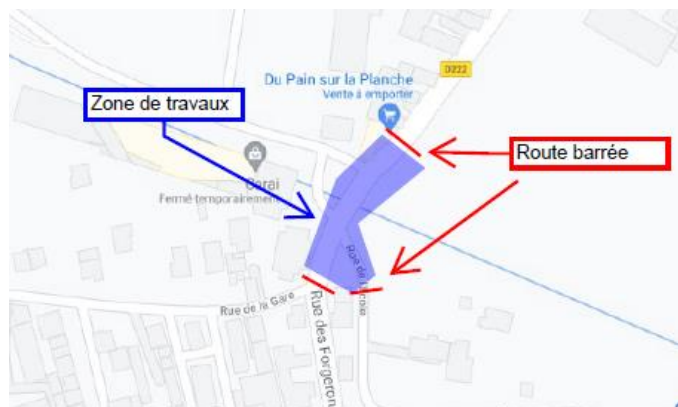 D222
Du Pain sur la Planche
Vente à emporter
Zone de travaux
Route barrée
Fermé temporairement
Rue de la Gare
Rue des Forgeron